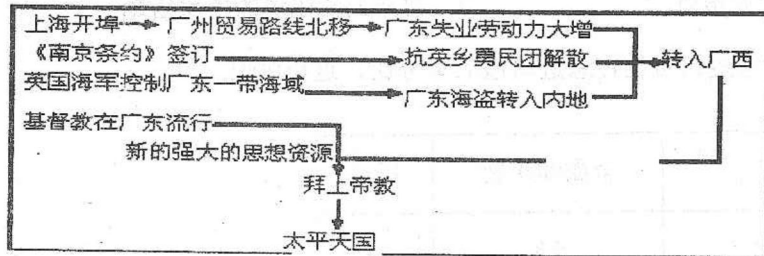 上海开埠 广州贸易路线北移 广东失业劳动力大增
《南京条约》签订 抗英乡勇民团解散 转入广西
英国海军控制广东一带海域 广东海盗转入内地
基督教在广东流行
新的强大的思想资源
拜上帝教
太平天国